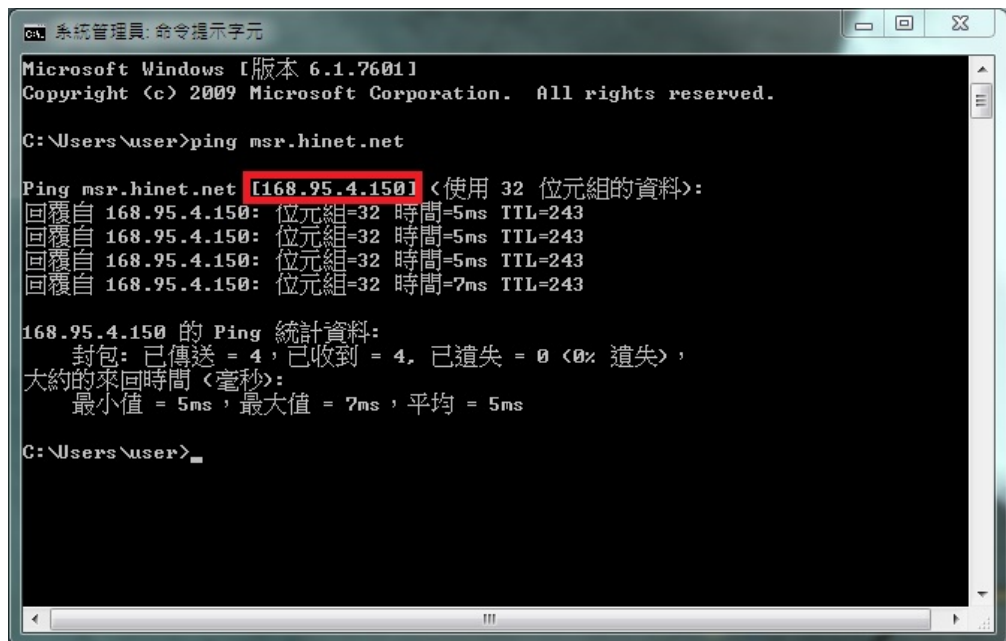 系統管理員: 命令提示字元
Microsoft Windows [版本 6.1.7601]
Copyright (c) 2009 Microsoft Corporation.  All rights reserved.
C:\Users\user>ping msr.hinet.net
Ping msr.hinet.net [168.95.4.150] (使用 32 位元組的資料):
回覆自 168.95.4.150: 位元組=32 時間=5ms TTL=243
回覆自 168.95.4.150: 位元組=32 時間=5ms TTL=243
回覆自 168.95.4.150: 位元組=32 時間=5ms TTL=243
回覆自 168.95.4.150: 位元組=32 時間=7ms TTL=243
168.95.4.150 的 Ping 統計資料:
封包: 已傳送 = 4，已收到 = 4, 已遺失 = 0 (0% 遺失)，
大約的來回時間 (毫秒):
最小值 = 5ms，最大值 = 7ms，平均 = 5ms
C:\Users\user>_